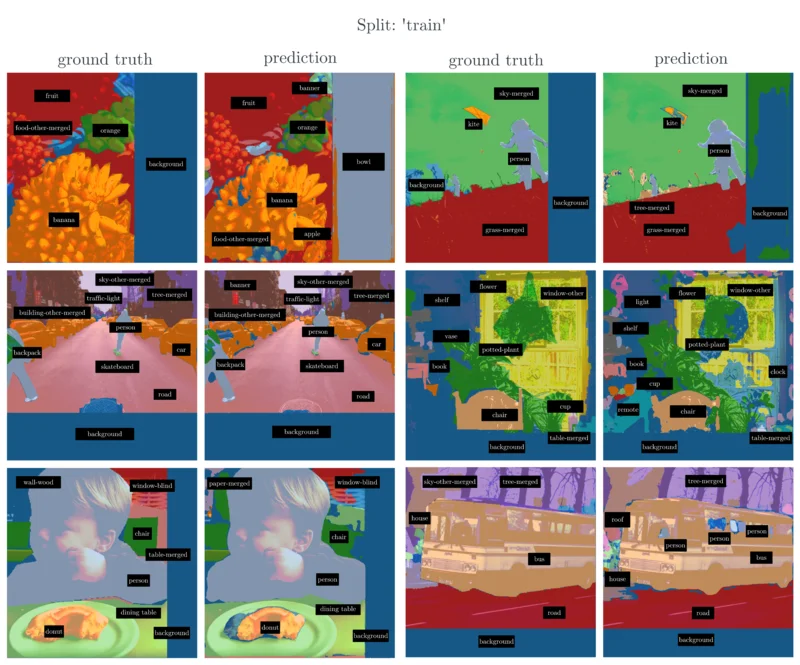 Split: 'train'
ground truth
prediction
ground truth
prediction
fruit
food-other-merged
orange
background
banana
banner
fruit
orange
bowl
banana
apple
food-other-merged
sky-merged
kite
person
background
background
grass-merged
sky-merged
kite
person
tree-merged
background
grass-merged
sky-other-merged
traffic-light
tree-merged
building-other-merged
person
backpack
car
skateboard
road
background
banner
sky-other-merged
traffic-light
tree-merged
building-other-merged
person
car
backpack
skateboard
road
background
flower
shelf
window-other
vase
potted-plant
book
cup
chair
table-merged
background
light
flower
window-other
shelf
potted-plant
book
clock
cup
remote
chair
table-merged
background
wall-wood
window-blind
chair
table-merged
person
dining table
donut
background
paper-merged
window-blind
chair
person
dining table
donut
background
sky-other-merged
tree-merged
house
bus
road
background
tree-merged
roof
person
person
person
bus
house
road
background